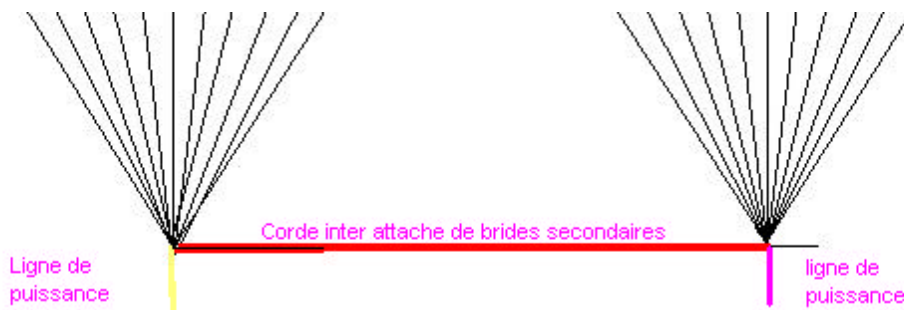 Corde inter attache de brides secondaires
Ligne de
puissance
ligne de
puissance